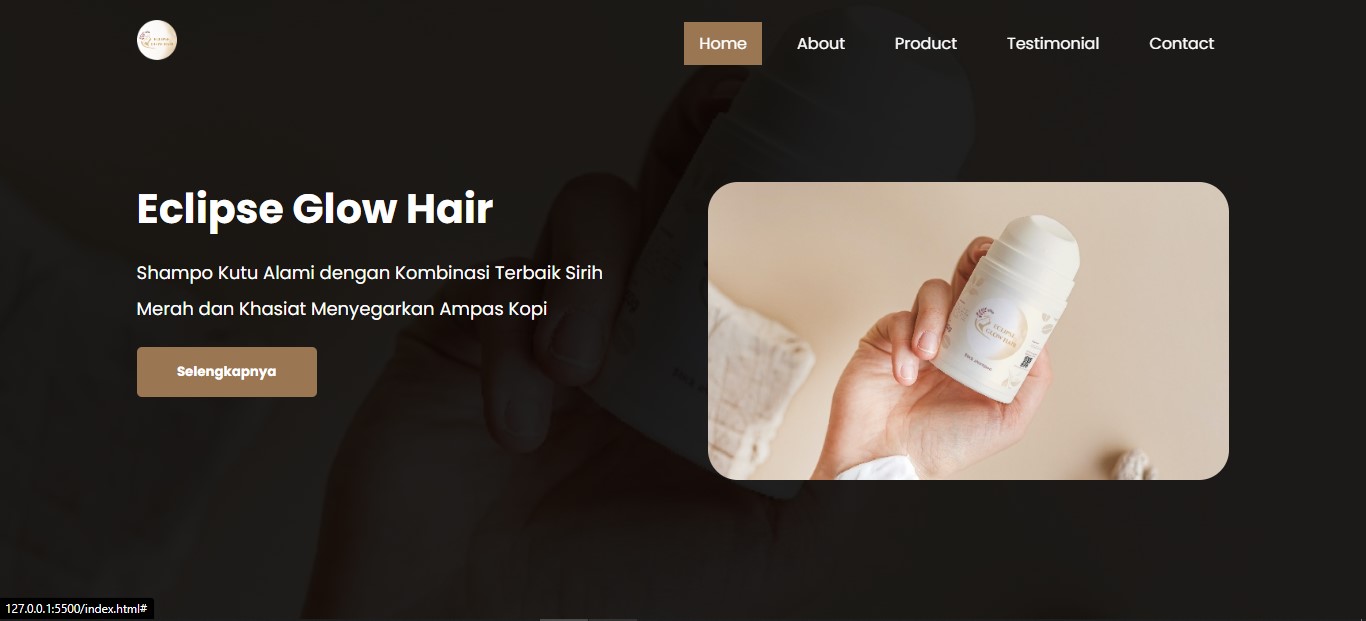 Home
About
Product
Testimonial
Contact
Eclipse Glow Hair
Shampo Kutu Alami dengan Kombinasi Terbaik Sirih
Merah dan Khasiat Menyegarkan Ampas Kopi
Selengkapnya
ECLIPSE
GLOW HAIR
127.0.0.1:5500/index.html#